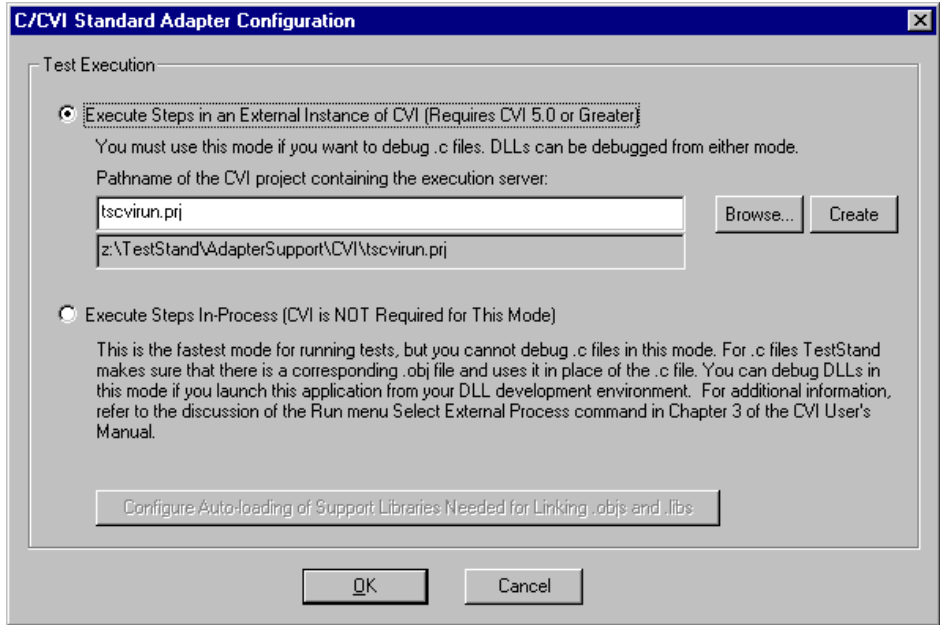 C/CVI Standard Adapter Configuration
Test Execution
Execute Steps in an External Instance of CVI (Requires CVI 5.0 or Greater)
You must use this mode if you want to debug .c files. DLLs can be debugged from either mode.
Pathname of the CVI project containing the execution server:
tscvirun.prj
Browse... Create
z:\TestStand\AdapterSupport\CVI\tscvirun.prj
Execute Steps In-Process (CVI is NOT Required for This Mode)
This is the fastest mode for running tests, but you cannot debug .c files in this mode. For .c files TestStand
makes sure that there is a corresponding .obj file and uses it in place of the .c file. You can debug DLLs in
this mode if you launch this application from your DLL development environment.  For additional information,
refer to the discussion of the Run menu Select External Process command in Chapter 3 of the CVI User's
Manual.
Configure Auto-loading of Support Libraries Needed for Linking .objs and .libs
OK Cancel